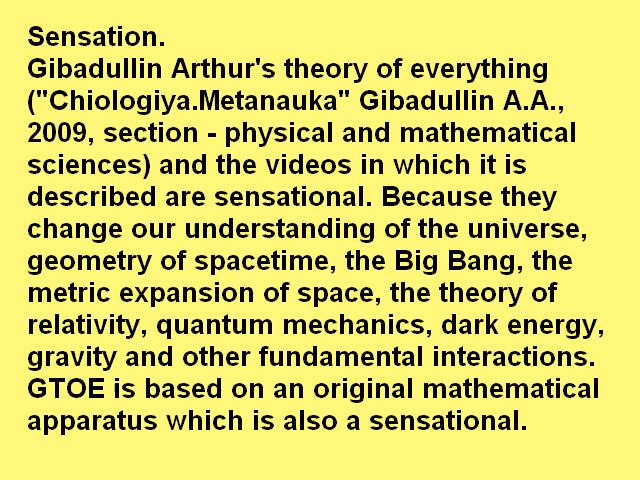 Sensation.
Gibadullin Arthur's theory of everything
("Chiologiya.Metanauka" Gibadullin A.A.,
2009, section - physical and mathematical
sciences) and the videos in which it is
described are sensational. Because they
change our understanding of the universe,
geometry of spacetime, the Big Bang, the
metric expansion of space, the theory of
relativity, quantum mechanics, dark energy,
gravity and other fundamental interactions.
GTOE is based on an original mathematical
apparatus which is also a sensational.